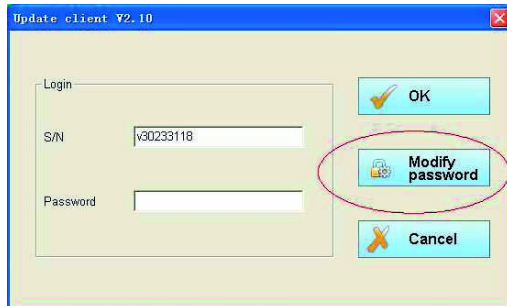 Update client V2.10
Login
OK
S/N
v30233118
Modify
password
Password
Cancel